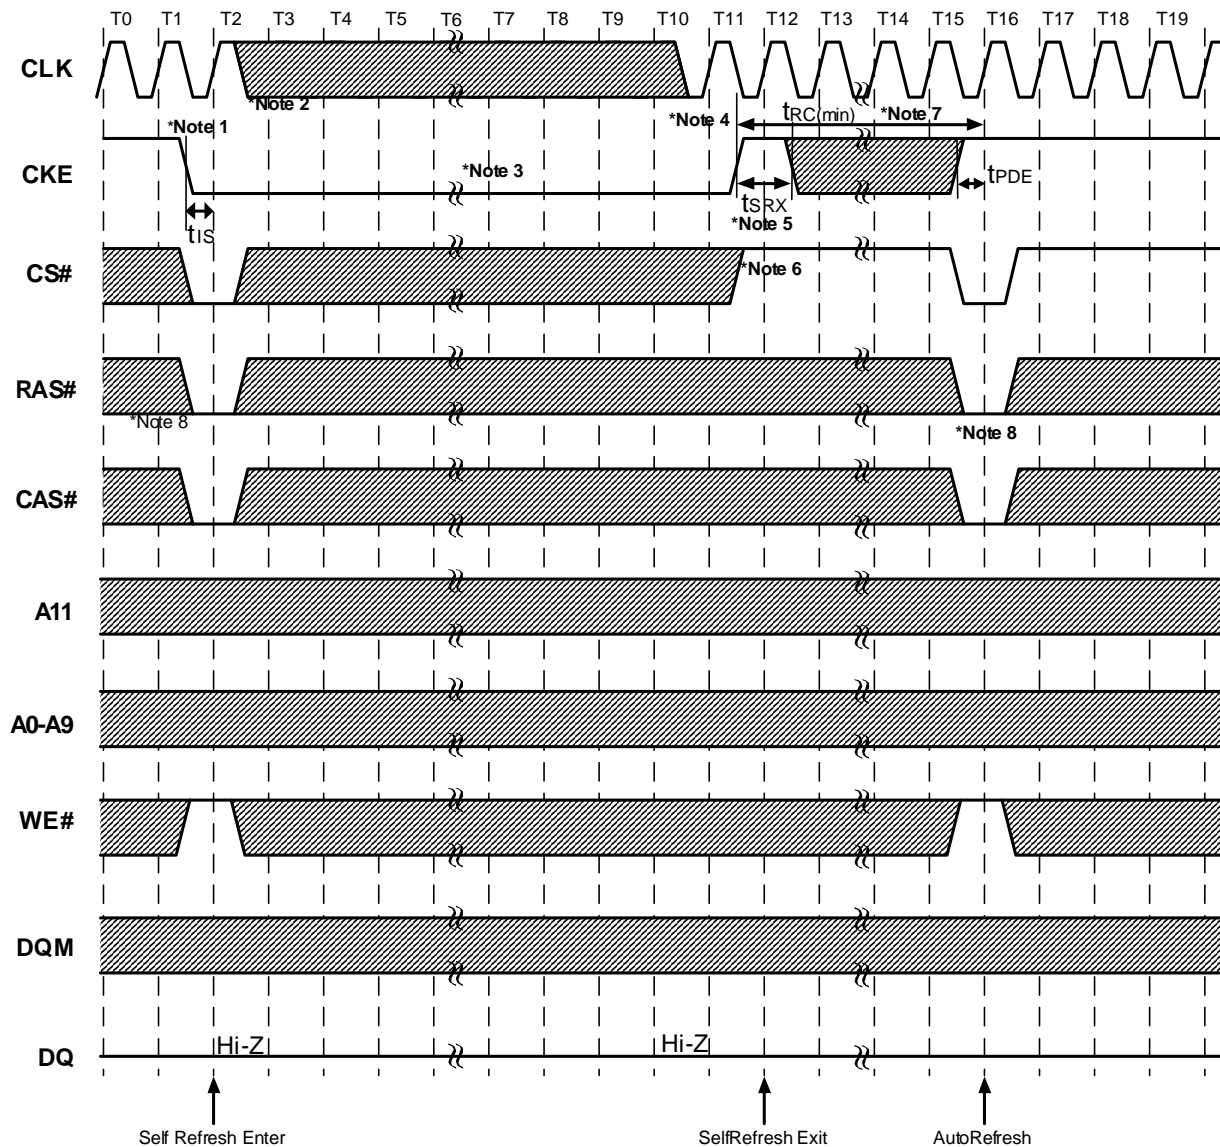 T0 T1 T2 T3 T4 T5 T6 T7 T8 T9 T10 T11 T12 T13 T14 T15 T16 T17 T18 T19
CLK
*Note 2
*Note 1
*Note 4
tRC(min)
*Note 7
CKE
*Note 3
tPDE
tSRX
*Note 5
tIS
CS#
*Note 6
RAS#
*Note 8
*Note 8
CAS#
A11
A0-A9
WE#
DQM
Hi-Z
Hi-Z
DQ
Self Refresh Enter
SelfRefresh Exit
AutoRefresh